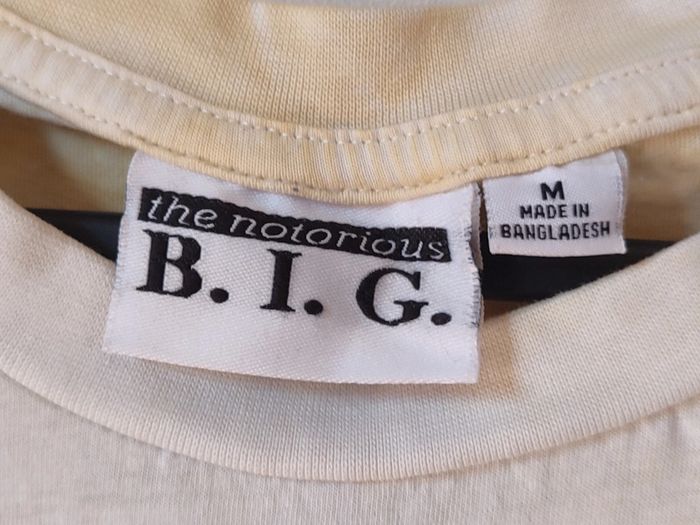 the notorious
B. I. G.
M
MADE IN
BANGLADESH